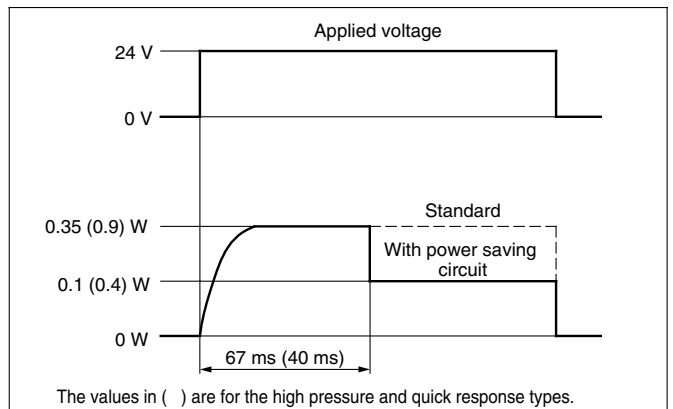 Applied voltage
24 V
0 V
Standard
0.35 (0.9) W
With power saving
circuit
0.1 (0.4) W
0 W
67 ms (40 ms)
The values in ( ) are for the high pressure and quick response types.